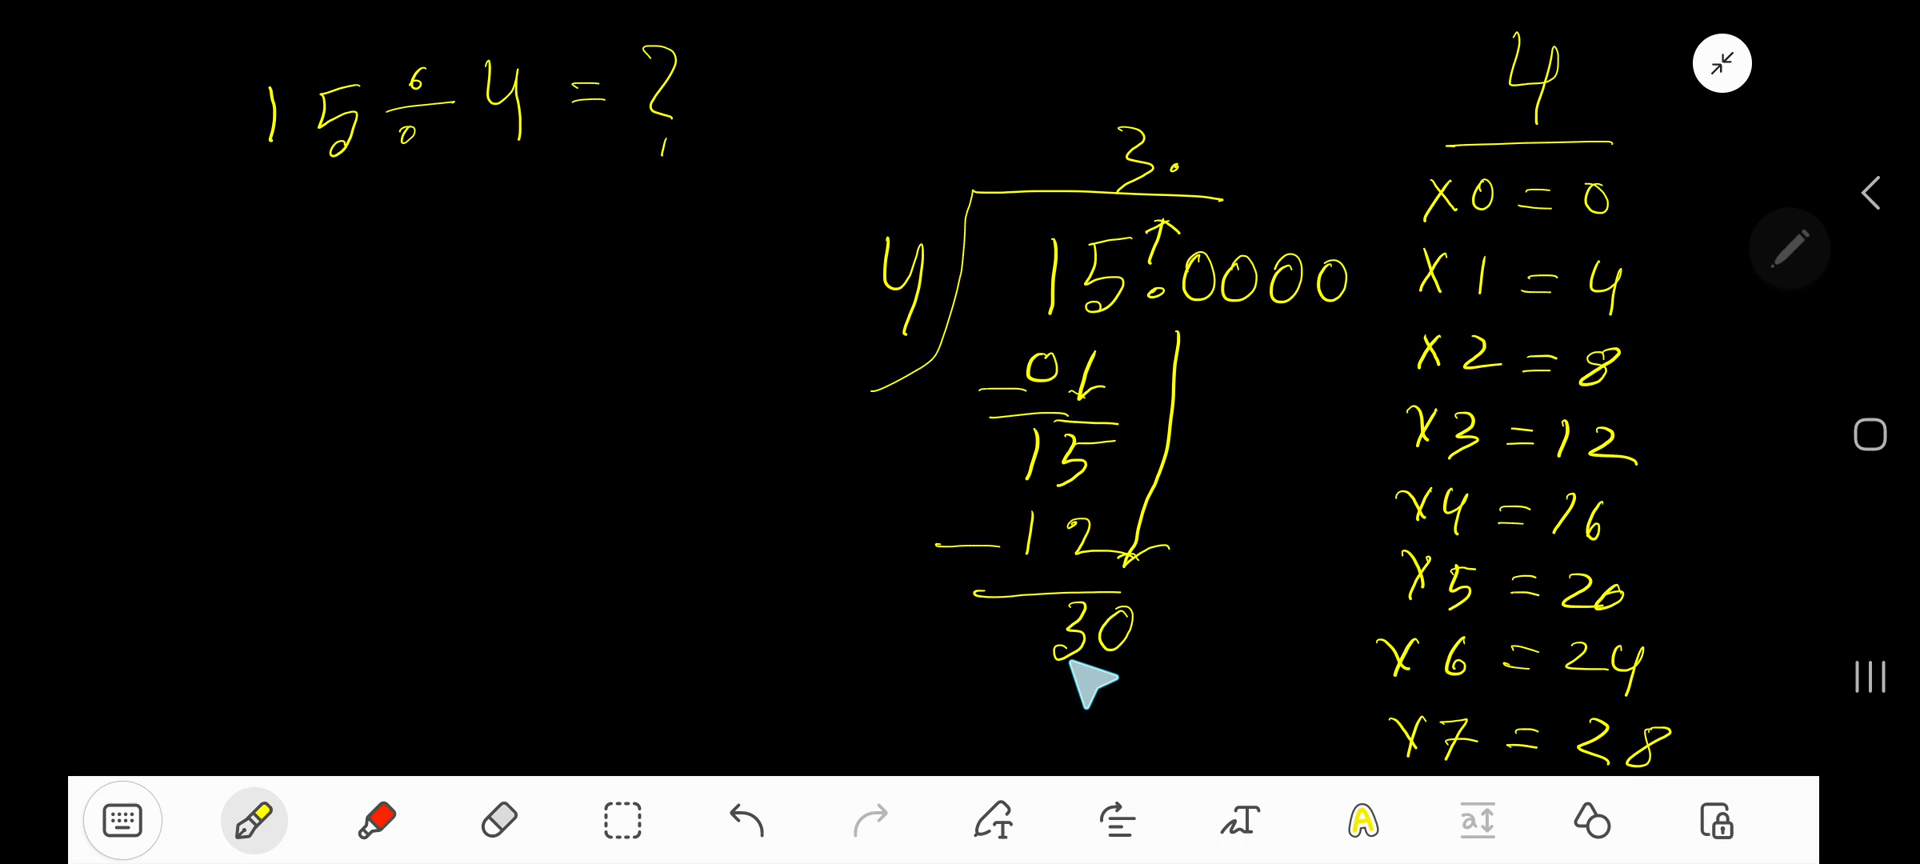 15 ÷ 4 = ?
3.
4 15.0000
0
15
- 12
30
4
x0 = 0
x1 = 4
x2 = 8
x3 = 12
x4 = 16
x5 = 20
x6 = 24
x7 = 28